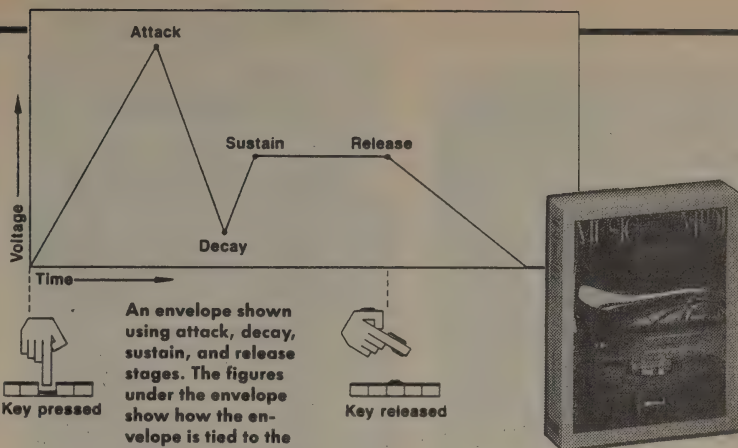 Attack
Sustain
Release
Decay
Voltage
Time
Key pressed
An envelope shown
using attack, decay,
sustain, and release
stages. The figures
under the envelope
show how the en-
velope is tied to the
Key released